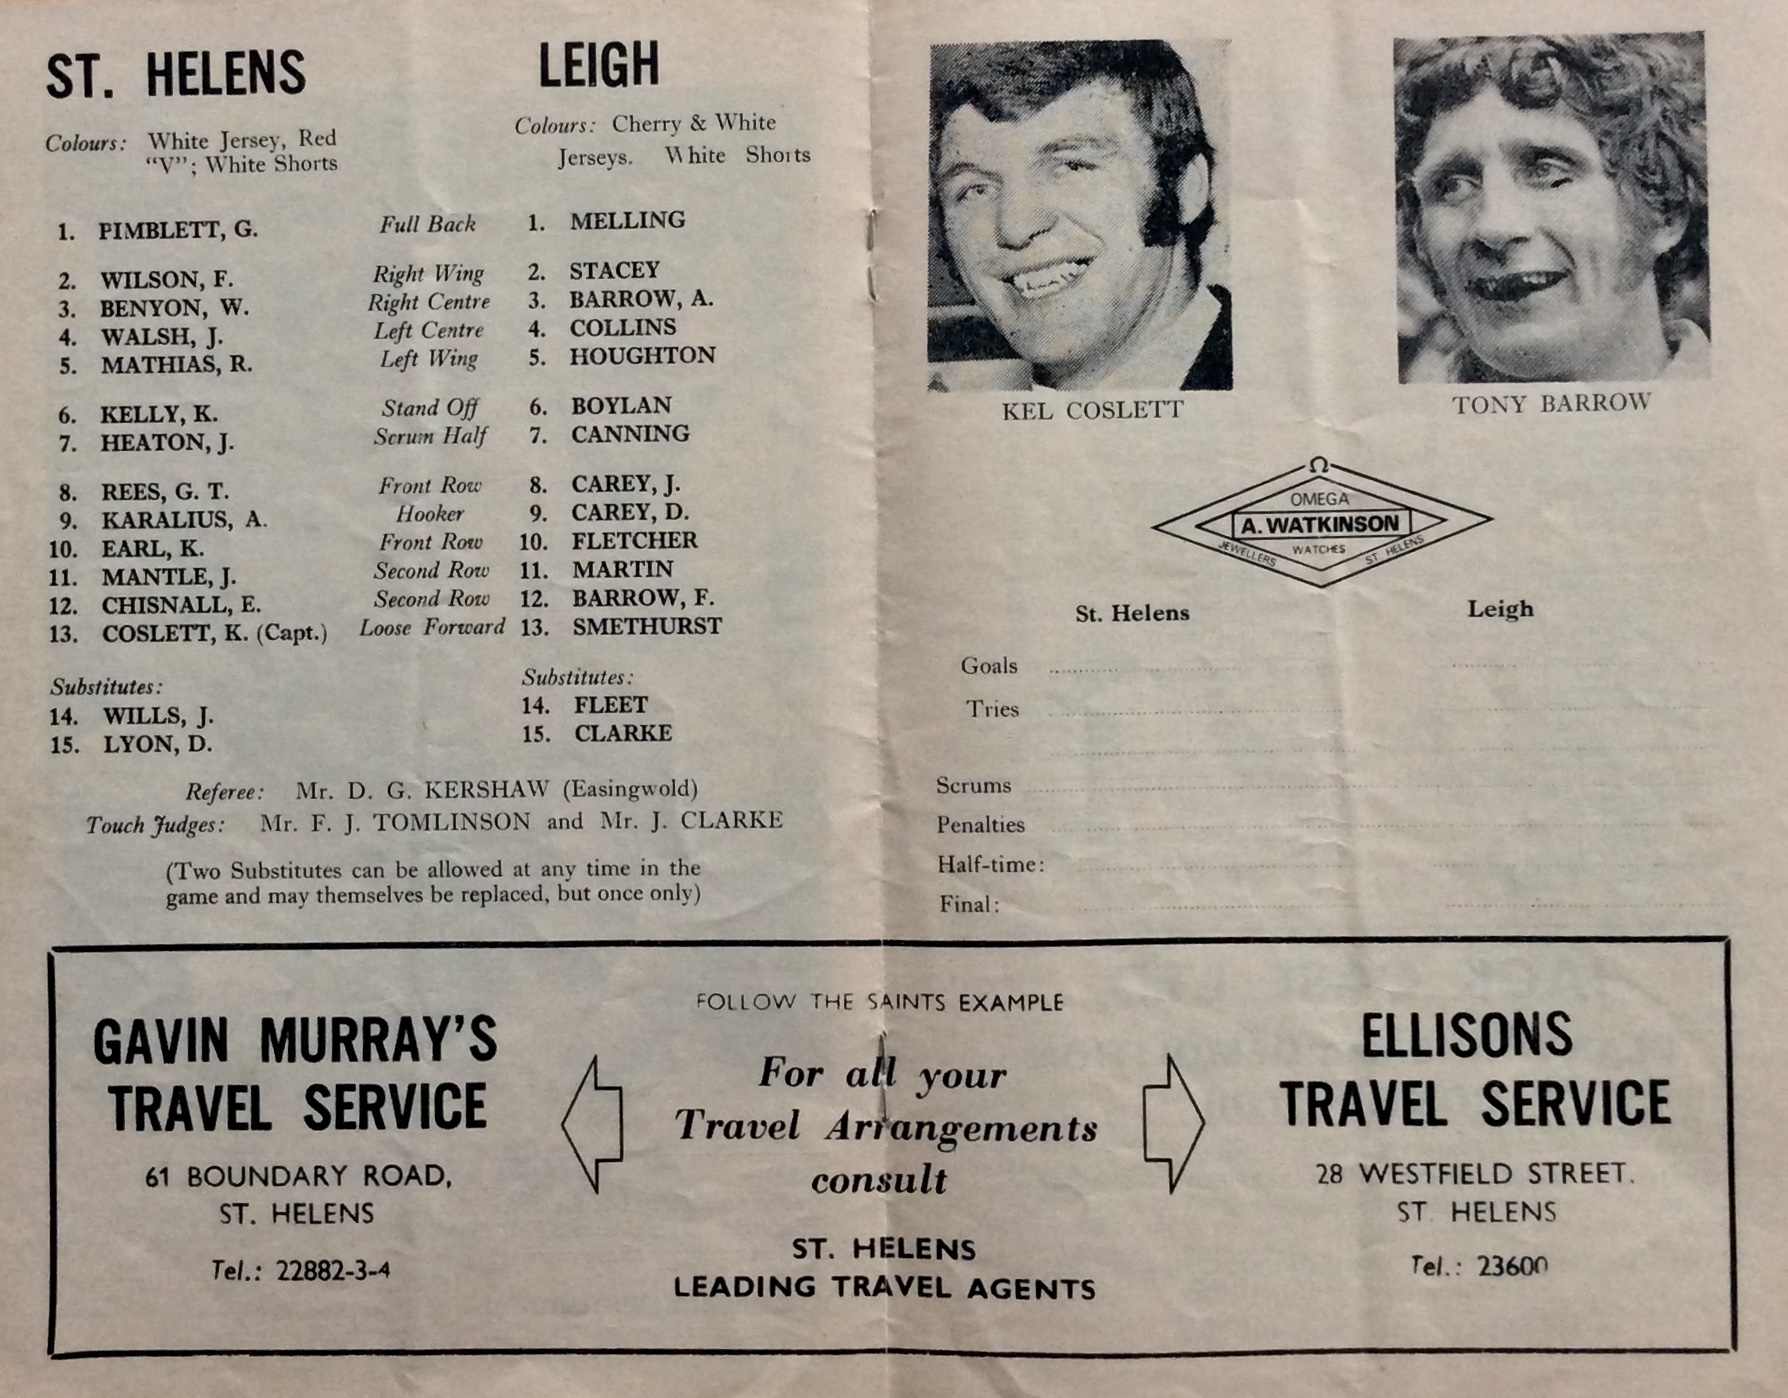 ST. HELENS
Colours: White Jersey, Red
"V"; White Shorts
LEIGH
Colours: Cherry & White
Jerseys. White Shorts
1. PIMBLETT, G. Full Back 1. MELLING
2. WILSON, F. Right Wing 2. STACEY
3. BENYON, W. Right Centre 3. BARROW, A.
4. WALSH, J. Left Centre 4. COLLINS
5. MATHIAS, R. Left Wing 5. HOUGHTON
6. KELLY, K. Stand Off 6. BOYLAN
7. HEATON, J. Scrum Half 7. CANNING
8. REES, G. T. Front Row 8. CAREY, J.
9. KARALIUS, A. Hooker 9. CAREY, D.
10. EARL, K. Front Row 10. FLETCHER
11. MANTLE, J. Second Row 11. MARTIN
12. CHISNALL, E. Second Row 12. BARROW, F.
13. COSLETT, K. (Capt.) Loose Forward 13. SMETHURST
Substitutes: Substitutes:
14. WILLS, J. 14. FLEET
15. LYON, D. 15. CLARKE
Referee: Mr. D. G. KERSHAW (Easingwold)
Touch Judges: Mr. F. J. TOMLINSON and Mr. J. CLARKE
(Two Substitutes can be allowed at any time in the
game and may themselves be replaced, but once only)
KEL COSLETT TONY BARROW
Ω
OMEGA
A. WATKINSON
JEWELLERS WATCHES ST. HELENS
St. Helens Leigh
Goals
Tries
Scrums
Penalties
Half-time:
Final:
GAVIN MURRAY'S
TRAVEL SERVICE
61 BOUNDARY ROAD,
ST. HELENS
Tel.: 22882-3-4
FOLLOW THE SAINTS EXAMPLE
For all your
Travel Arrangements
consult
ST. HELENS
LEADING TRAVEL AGENTS
ELLISONS
TRAVEL SERVICE
28 WESTFIELD STREET.
ST. HELENS
Tel.: 23600